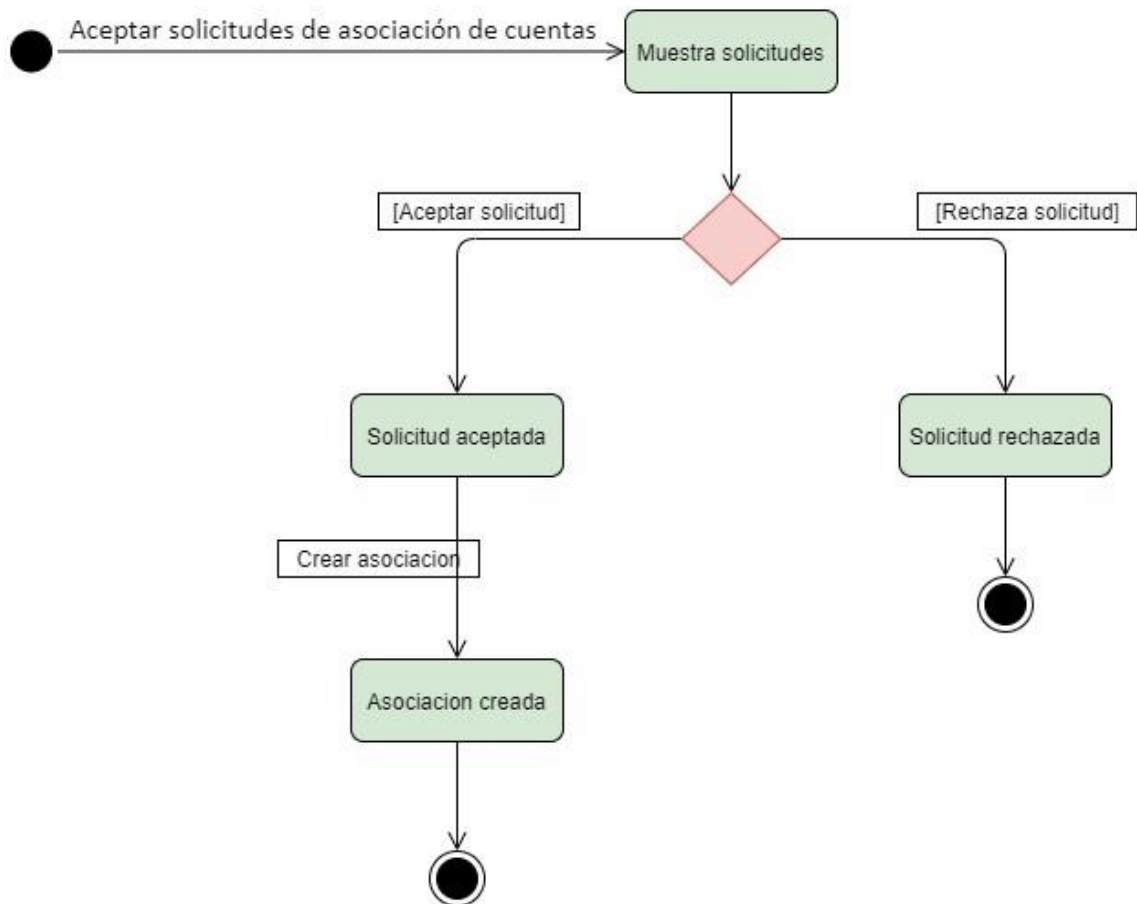 Aceptar solicitudes de asociación de cuentas
Muestra solicitudes
[Aceptar solicitud]
[Rechaza solicitud]
Solicitud aceptada
Solicitud rechazada
Crear asociacion
Asociacion creada